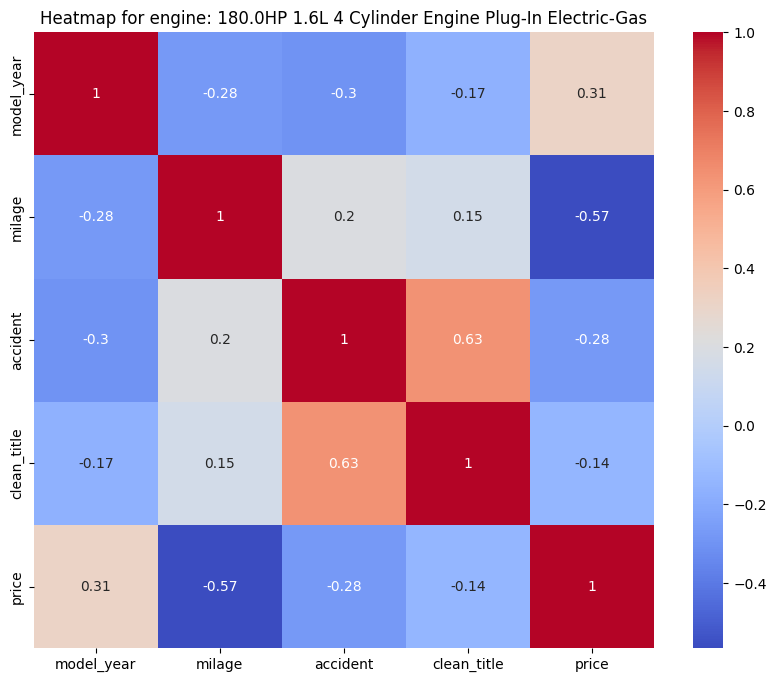 Heatmap for engine: 180.0HP 1.6L 4 Cylinder Engine Plug-In Electric-Gas
model_year 1 -0.28 -0.3 -0.17 0.31
milage -0.28 1 0.2 0.15 -0.57
accident -0.3 0.2 1 0.63 -0.28
clean_title -0.17 0.15 0.63 1 -0.14
price 0.31 -0.57 -0.28 -0.14 1
model_year milage accident clean_title price
1.0
0.8
0.6
0.4
0.2
0.0
−0.2
−0.4